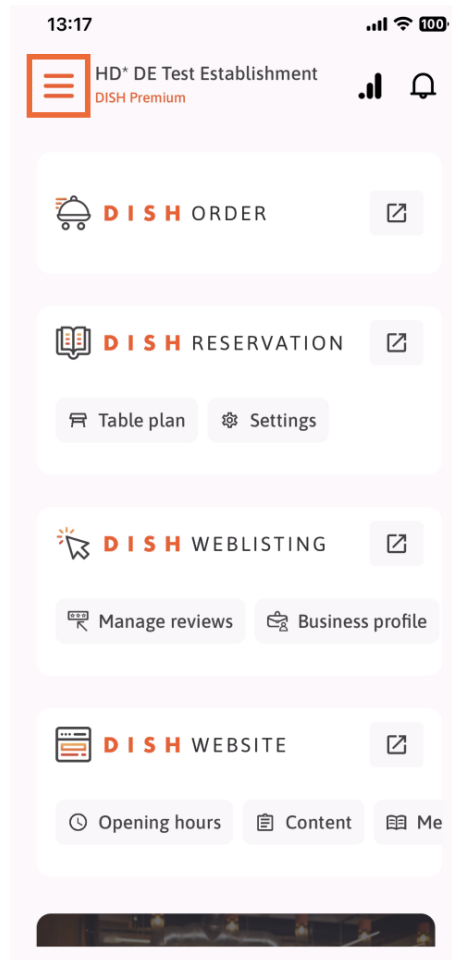 13:17
100
HD* DE Test Establishment
DISH Premium
DISH ORDER
DISH RESERVATION
Table plan
Settings
DISH WEBLISTING
Manage reviews
Business profile
DISH WEBSITE
Opening hours
Content
Me